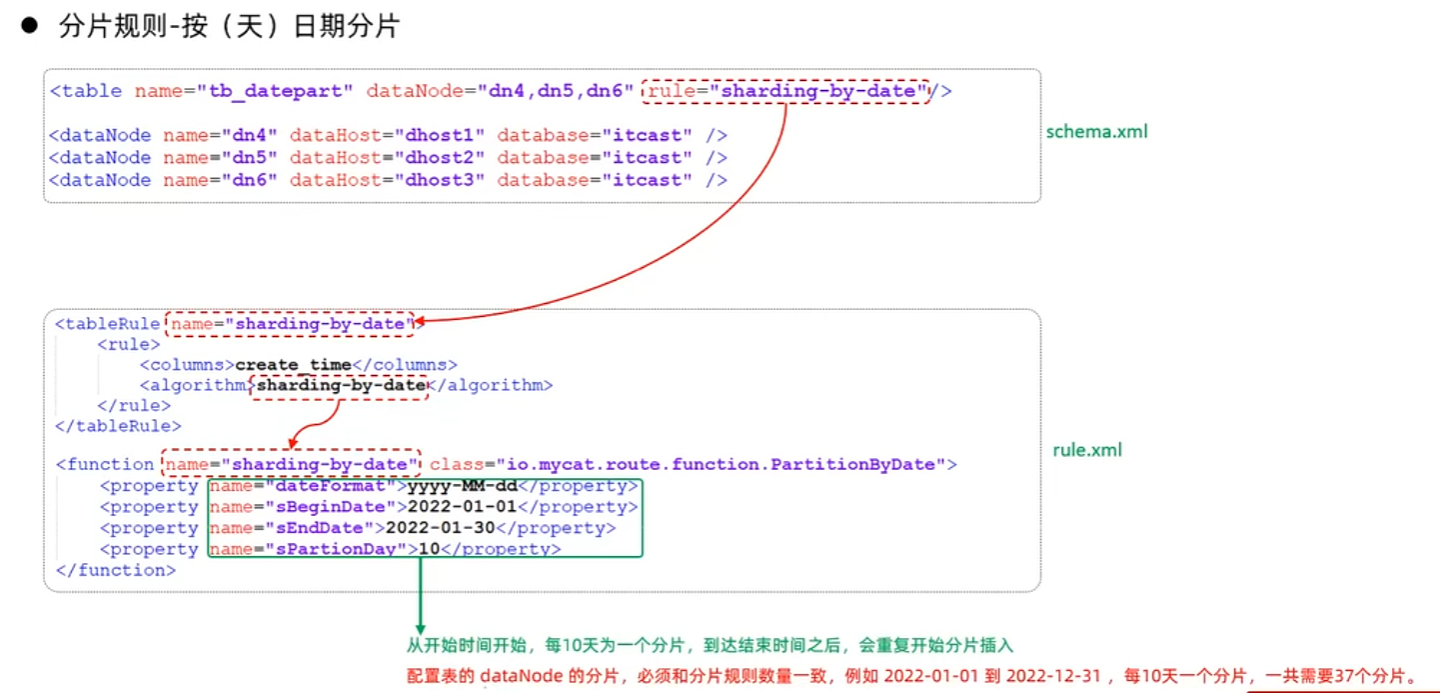 ● 分片规则-按（天）日期分片
<table name="tb_datepart" dataNode="dn4,dn5,dn6" rule="sharding-by-date"/>
<dataNode name="dn4" dataHost="dhost1" database="itcast" />
<dataNode name="dn5" dataHost="dhost2" database="itcast" />
<dataNode name="dn6" dataHost="dhost3" database="itcast" />
schema.xml
<tableRule name="sharding-by-date">
<rule>
<columns>create_time</columns>
<algorithm>sharding-by-date</algorithm>
</rule>
</tableRule>
<function name="sharding-by-date" class="io.mycat.route.function.PartitionByDate">
<property name="dateFormat">yyyy-MM-dd</property>
<property name="sBeginDate">2022-01-01</property>
<property name="sEndDate">2022-01-30</property>
<property name="sPartionDay">10</property>
</function>
rule.xml
从开始时间开始，每10天为一个分片，到达结束时间之后，会重复开始分片插入
配置表的 dataNode 的分片，必须和分片规则数量一致，例如 2022-01-01 到 2022-12-31 ，每10天一个分片，一共需要37个分片。